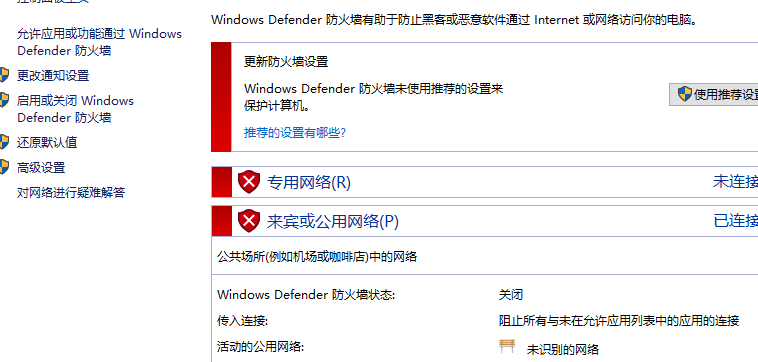 允许应用或功能通过 Windows
Defender 防火墙
更改通知设置
启用或关闭 Windows
Defender 防火墙
还原默认值
高级设置
对网络进行疑难解答
Windows Defender 防火墙有助于防止黑客或恶意软件通过 Internet 或网络访问你的电脑。
更新防火墙设置
Windows Defender 防火墙未使用推荐的设置来
保护计算机。
使用推荐设置
推荐的设置有哪些?
专用网络(R) 未连接
来宾或公用网络(P) 已连接
公共场所(例如机场或咖啡店)中的网络
Windows Defender 防火墙状态: 关闭
传入连接: 阻止所有与未在允许应用列表中的应用的连接
活动的公用网络: 未识别的网络